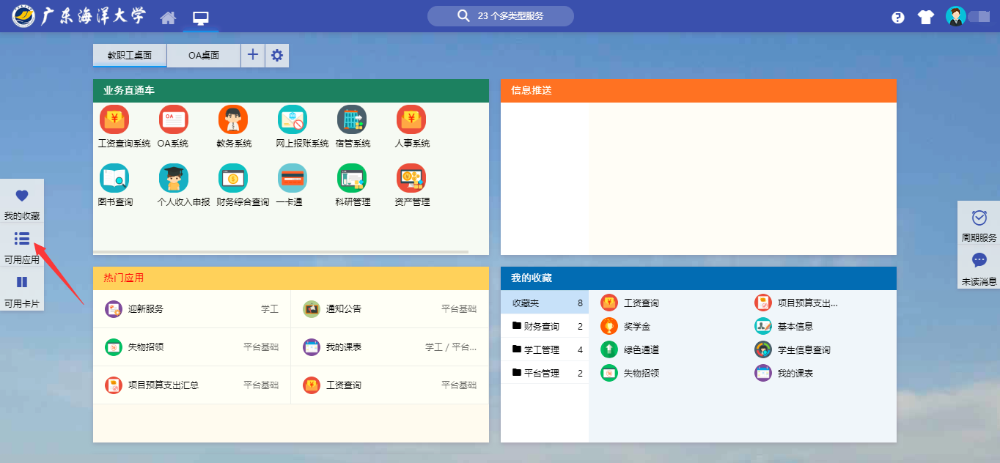 广东海洋大学
23 个多类型服务
教职工桌面
OA桌面
业务直通车
工资查询系统
OA
OA系统
教务系统
网上报账系统
宿管系统
人事系统
图书查询
个人收入申报
财务综合查询
一卡通
科研管理
资产管理
信息推送
我的收藏
可用应用
可用卡片
周期服务
未读消息
热门应用
迎新服务 学工
通知公告 平台基础
失物招领 平台基础
我的课表 学工 / 平台...
项目预算支出汇总 平台基础
工资查询 平台基础
我的收藏
收藏夹 8
财务查询 2
学工管理 4
平台管理 2
工资查询
项目预算支出...
奖学金
基本信息
绿色通道
学生信息查询
失物招领
我的课表